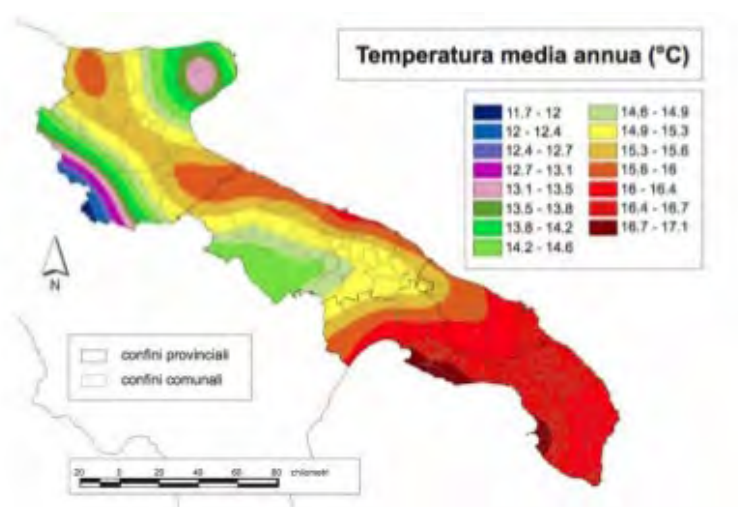 Temperatura media annua (°C)
11.7 - 12
12 - 12.4
12.4 - 12.7
12.7 - 13.1
13.1 - 13.5
13.5 - 13.8
13.8 - 14.2
14.2 - 14.6
14.6 - 14.9
14.9 - 15.3
15.3 - 15.6
15.6 - 16
16 - 16.4
16.4 - 16.7
16.7 - 17.1
N
confini provinciali
confini comunali
20 0 20 40 60 80 chilometri